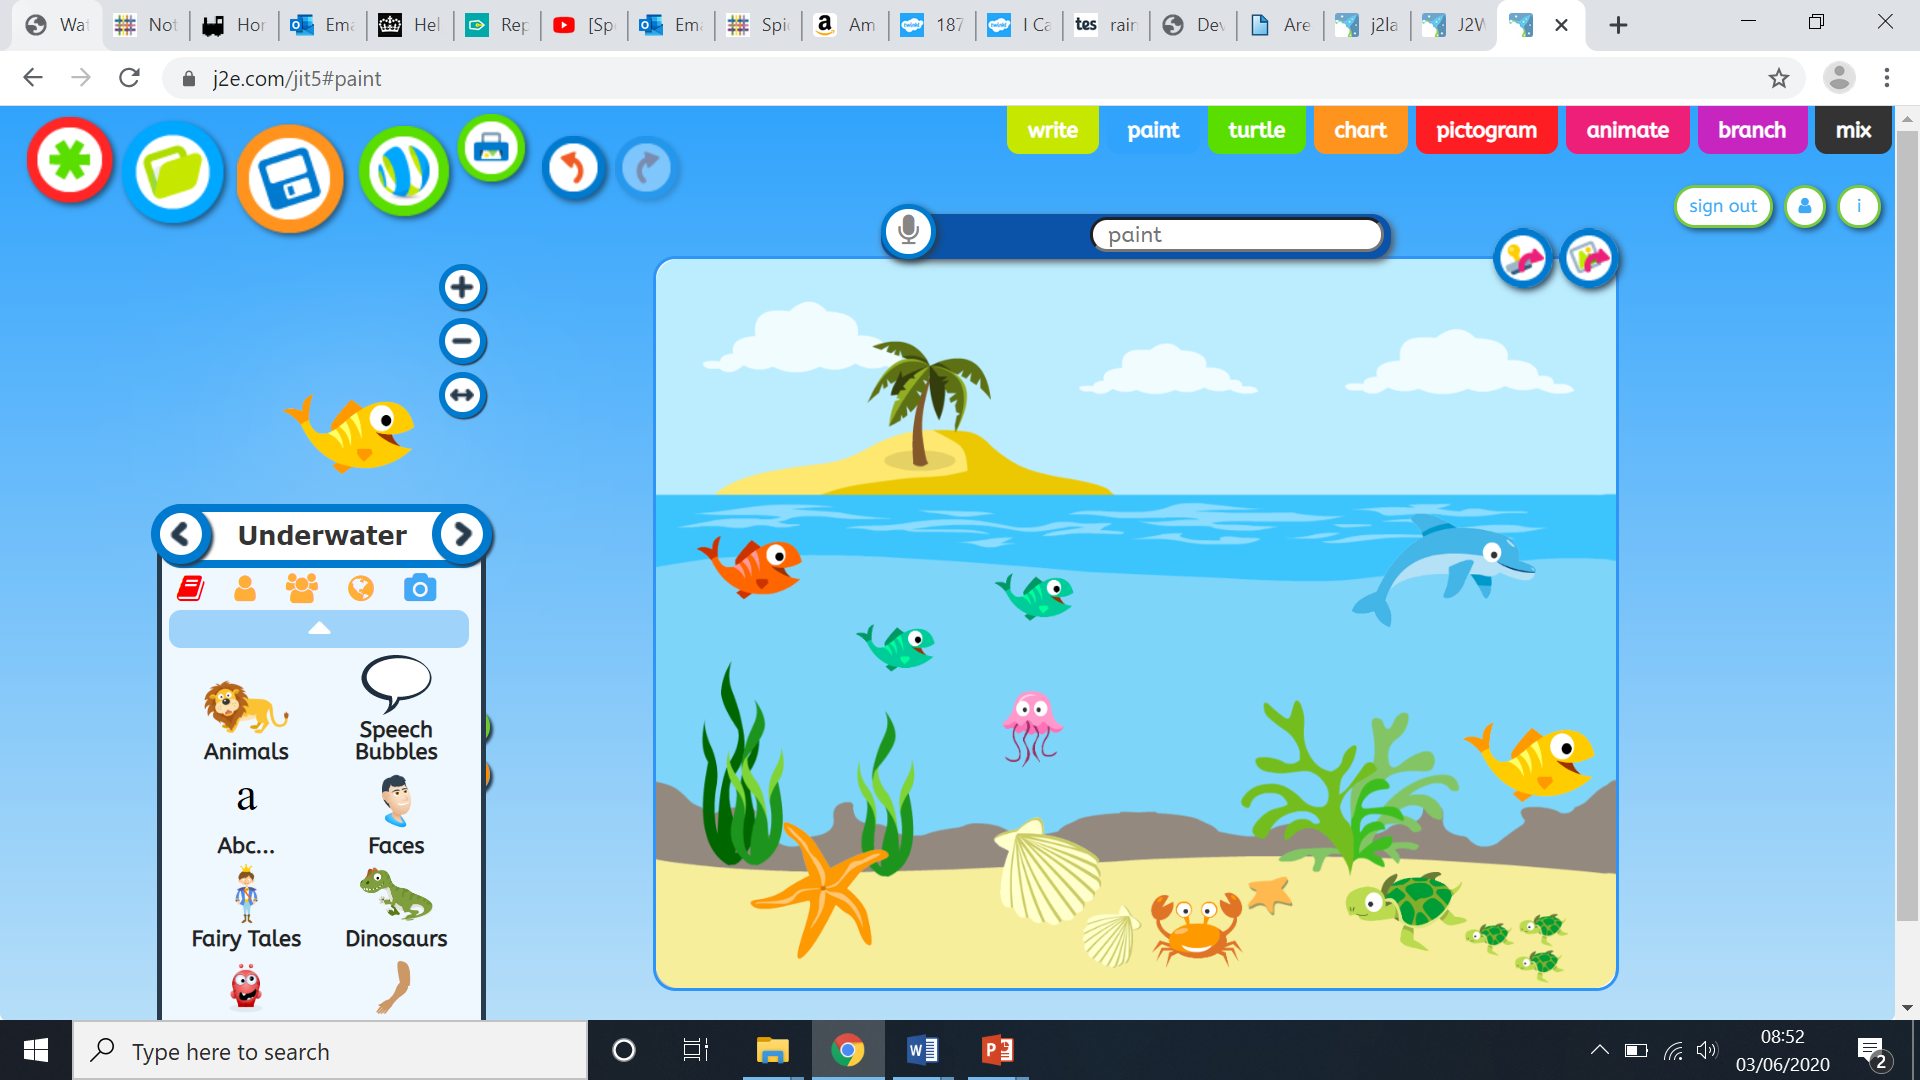 Wat
Not
Hor
Ema
Hel
Rep
[Sp
Ema
Spi
Am
187
I Ca
tes rain
Dev
Are
j2la
J2W
j2e.com/jit5#paint
write
paint
turtle
chart
pictogram
animate
branch
mix
sign out
i
paint
Underwater
Animals
Speech
Bubbles
a
Abc...
Faces
Fairy Tales
Dinosaurs
Type here to search
08:52
03/06/2020
2